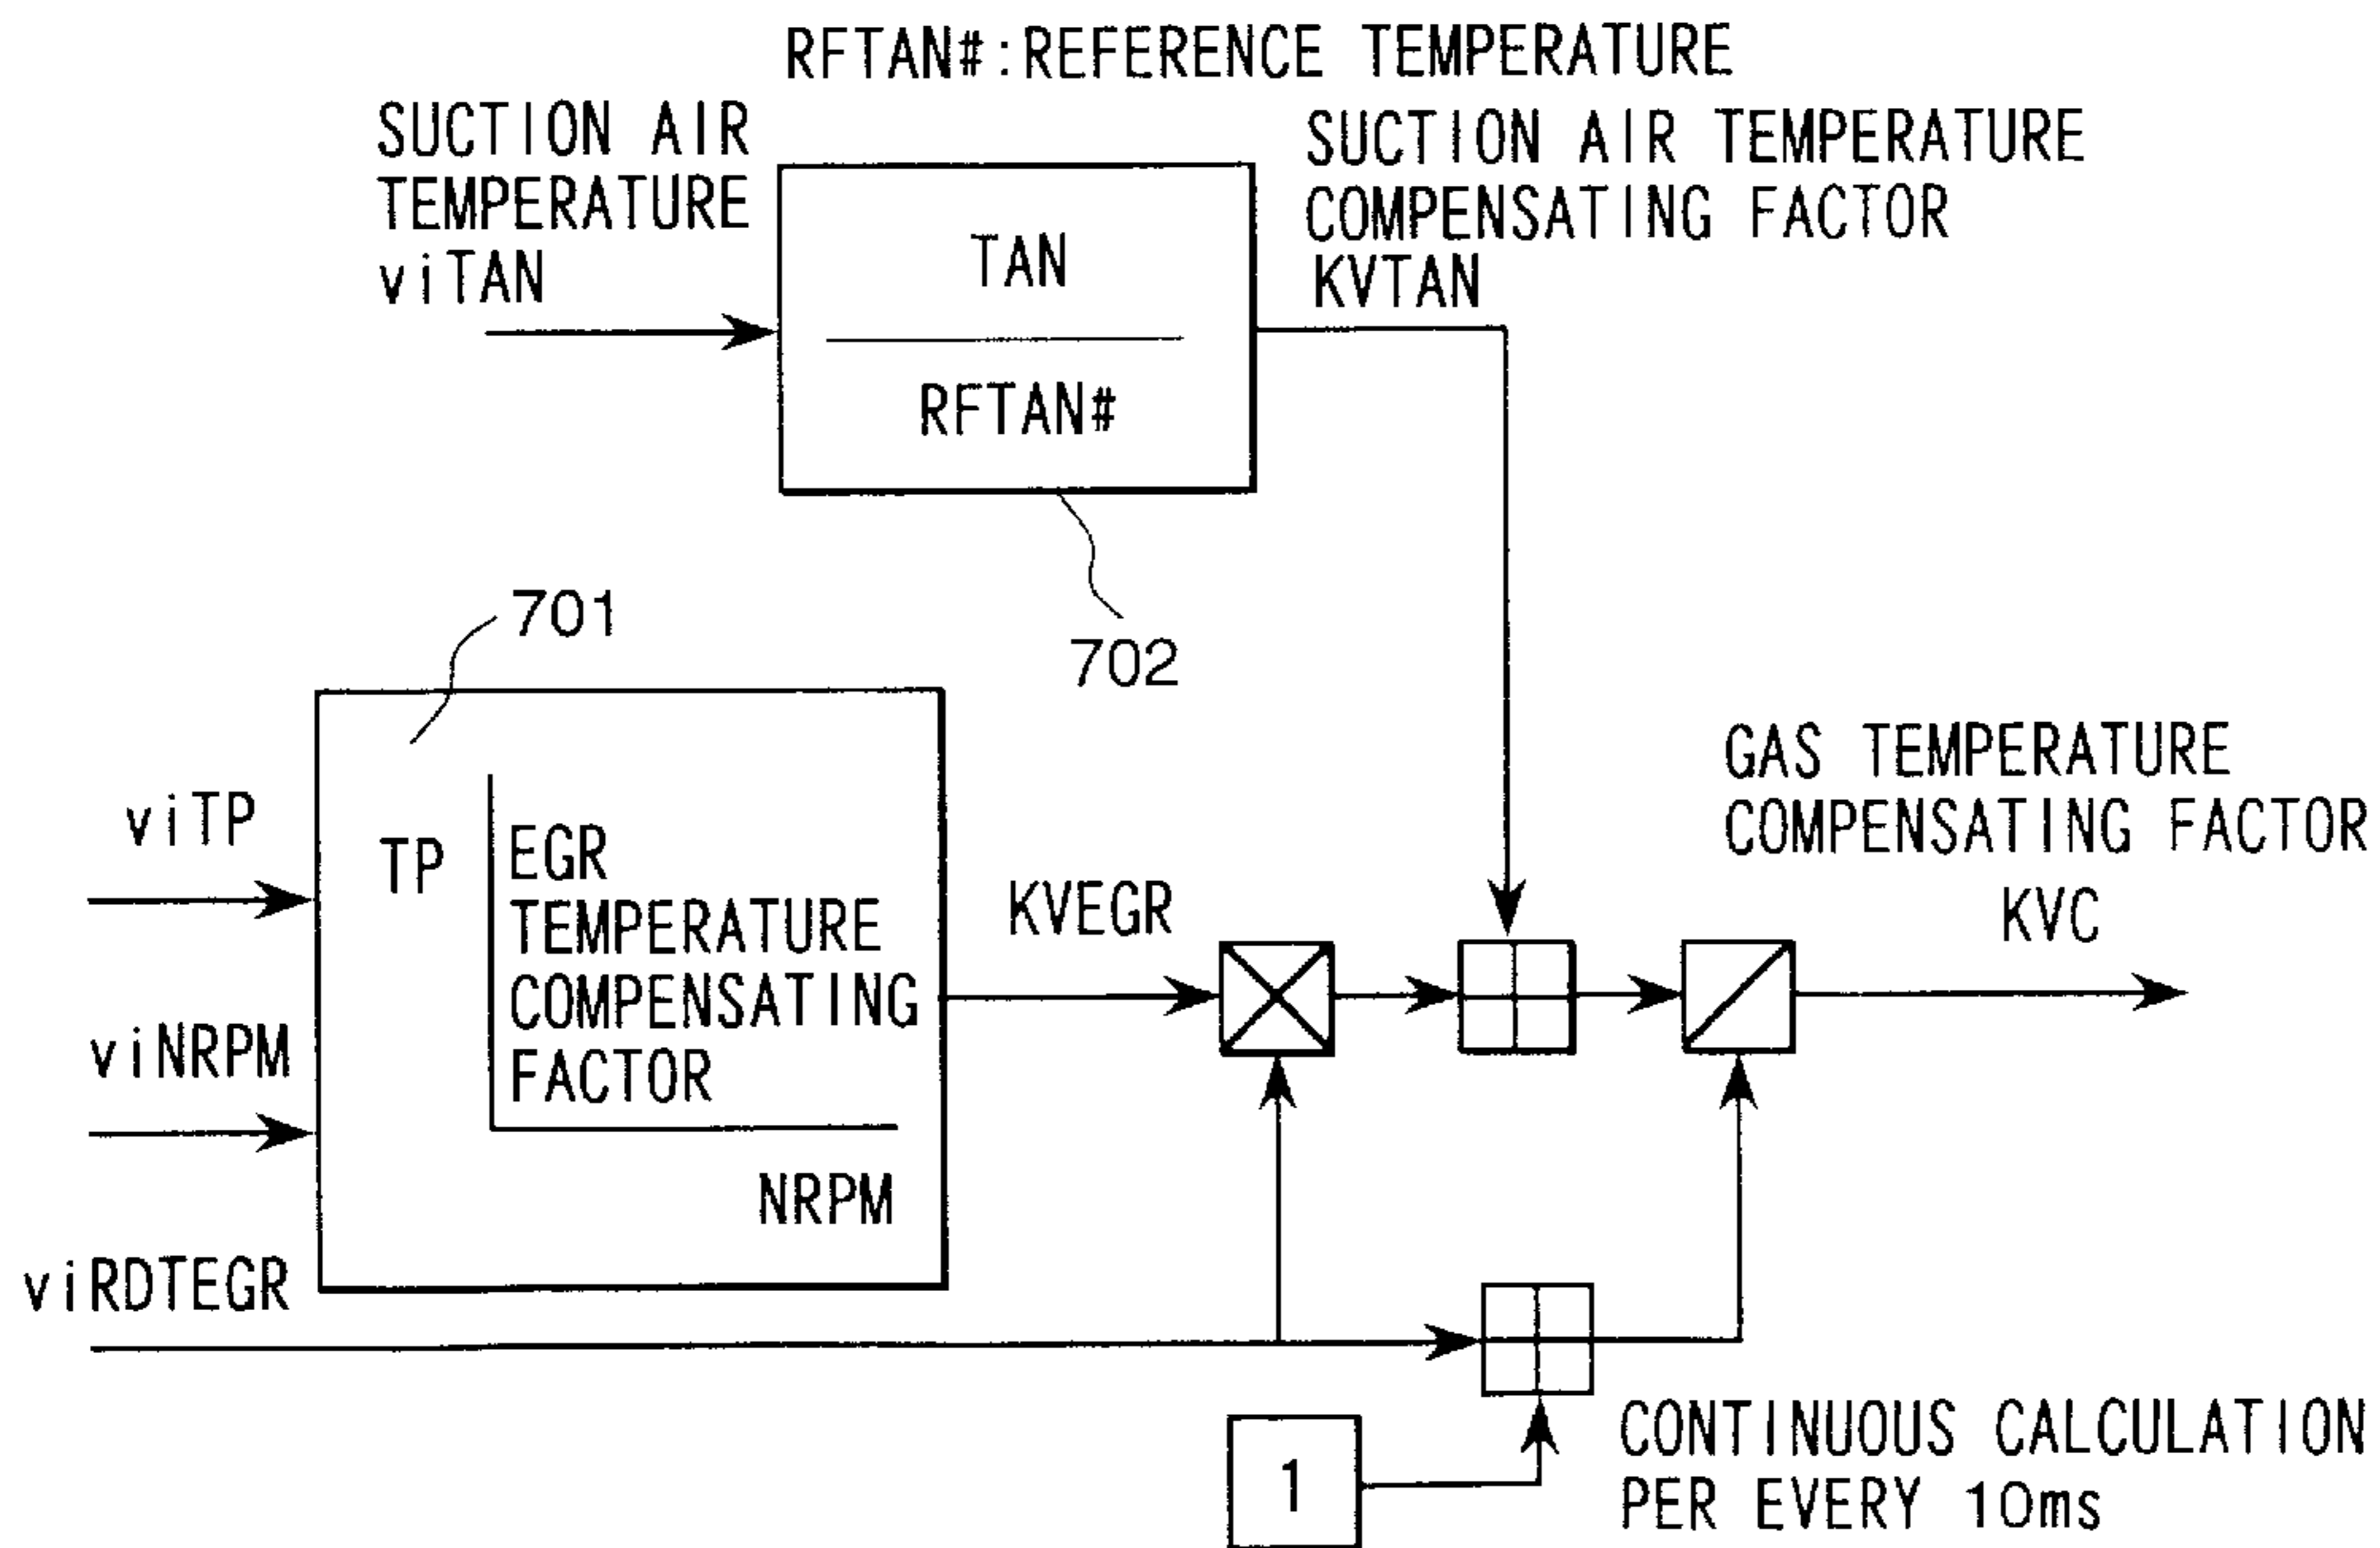 RFTAN#:REFERENCE TEMPERATURE
SUCTION AIR
TEMPERATURE
viTAN
TAN
RFTAN#
SUCTION AIR TEMPERATURE
COMPENSATING FACTOR
KVTAN
702
701
viTP
viNRPM
viRDTEGR
TP
EGR
TEMPERATURE
COMPENSATING
FACTOR
NRPM
KVEGR
GAS TEMPERATURE
COMPENSATING FACTOR
KVC
1
CONTINUOUS CALCULATION
PER EVERY 10ms